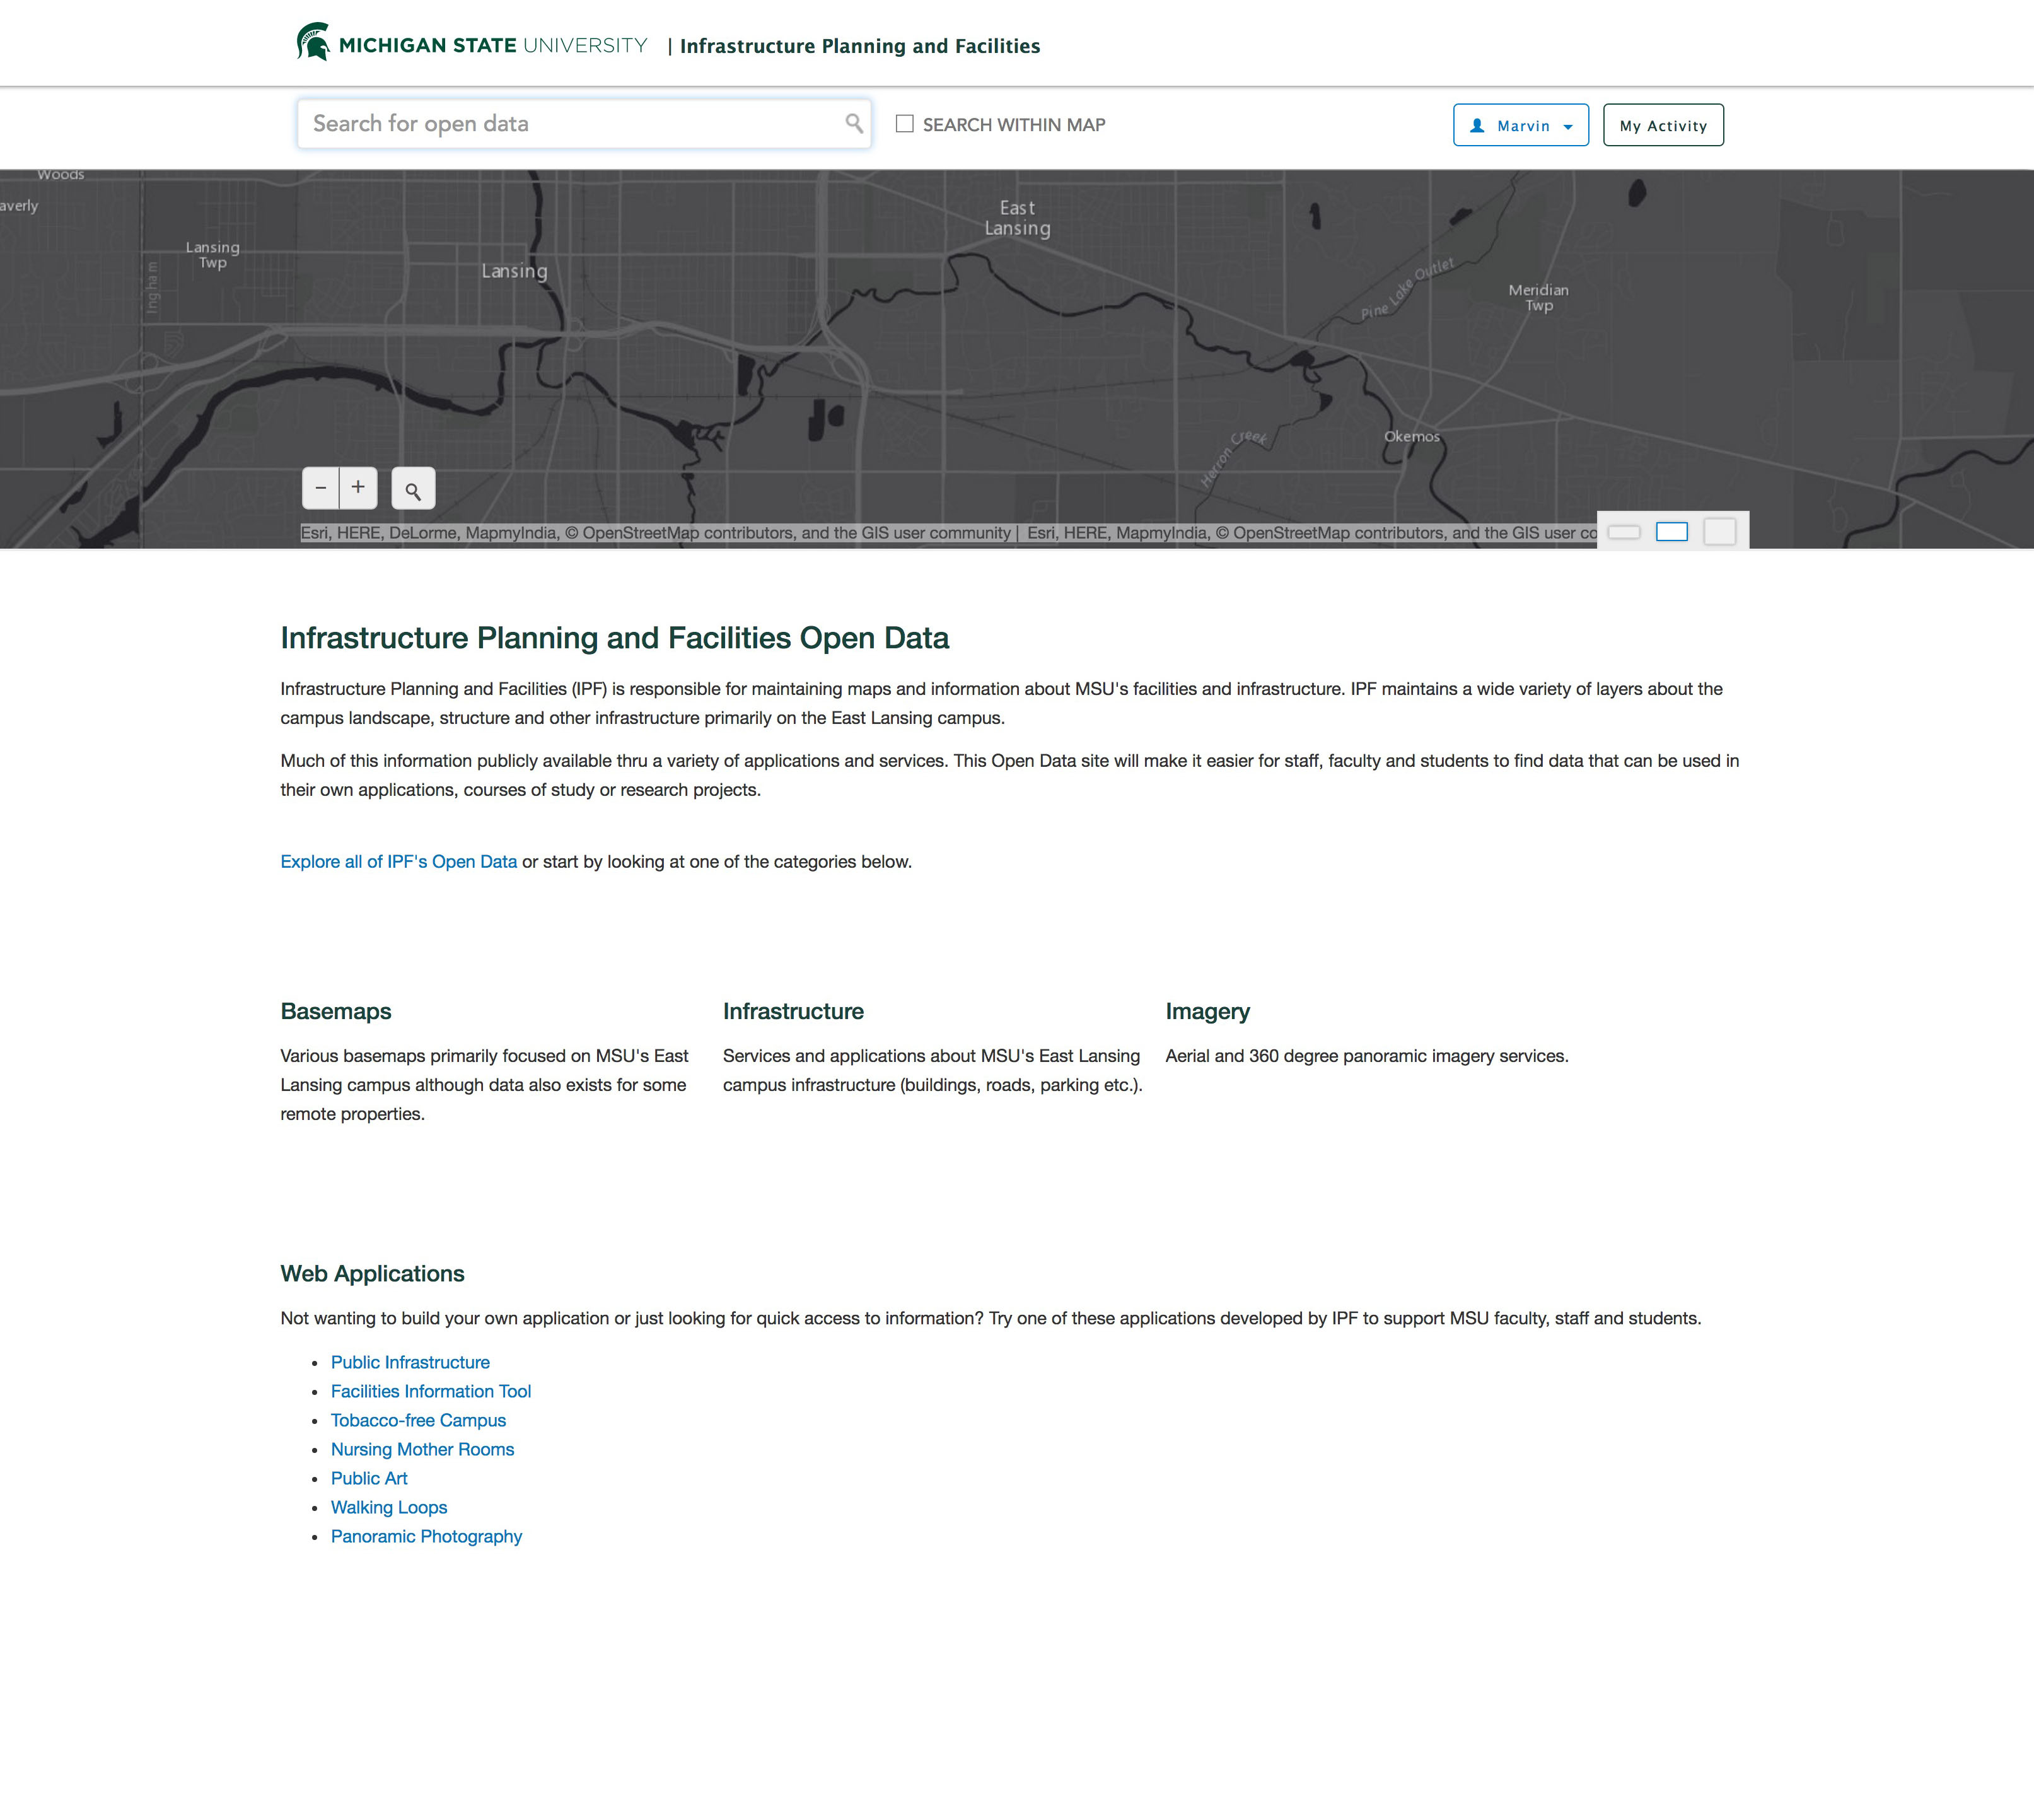 MICHIGAN STATE UNIVERSITY | Infrastructure Planning and Facilities
Search for open data
SEARCH WITHIN MAP
Marvin
My Activity
Woods
averly
Lansing
Twp
Ingham
Lansing
East
Lansing
Pine Lake Outlet
Meridian
Twp
Herron Creek
Okemos
− +
Esri, HERE, DeLorme, MapmyIndia, © OpenStreetMap contributors, and the GIS user community | Esri, HERE, MapmyIndia, © OpenStreetMap contributors, and the GIS user co
Infrastructure Planning and Facilities Open Data
Infrastructure Planning and Facilities (IPF) is responsible for maintaining maps and information about MSU's facilities and infrastructure. IPF maintains a wide variety of layers about the
campus landscape, structure and other infrastructure primarily on the East Lansing campus.
Much of this information publicly available thru a variety of applications and services. This Open Data site will make it easier for staff, faculty and students to find data that can be used in
their own applications, courses of study or research projects.
Explore all of IPF's Open Data or start by looking at one of the categories below.
Basemaps
Various basemaps primarily focused on MSU's East
Lansing campus although data also exists for some
remote properties.
Infrastructure
Services and applications about MSU's East Lansing
campus infrastructure (buildings, roads, parking etc.).
Imagery
Aerial and 360 degree panoramic imagery services.
Web Applications
Not wanting to build your own application or just looking for quick access to information? Try one of these applications developed by IPF to support MSU faculty, staff and students.
• Public Infrastructure
• Facilities Information Tool
• Tobacco-free Campus
• Nursing Mother Rooms
• Public Art
• Walking Loops
• Panoramic Photography